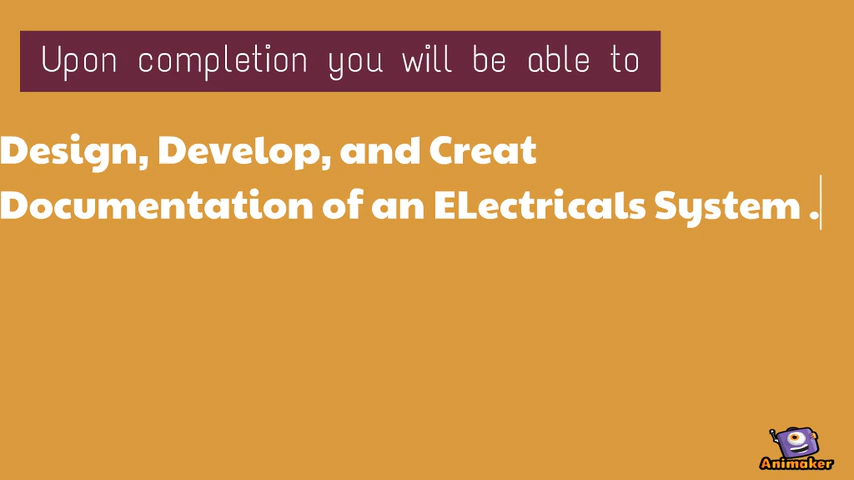 Upon completion you will be able to
Design, Develop, and Creat
Documentation of an ELectricals System .
Animaker